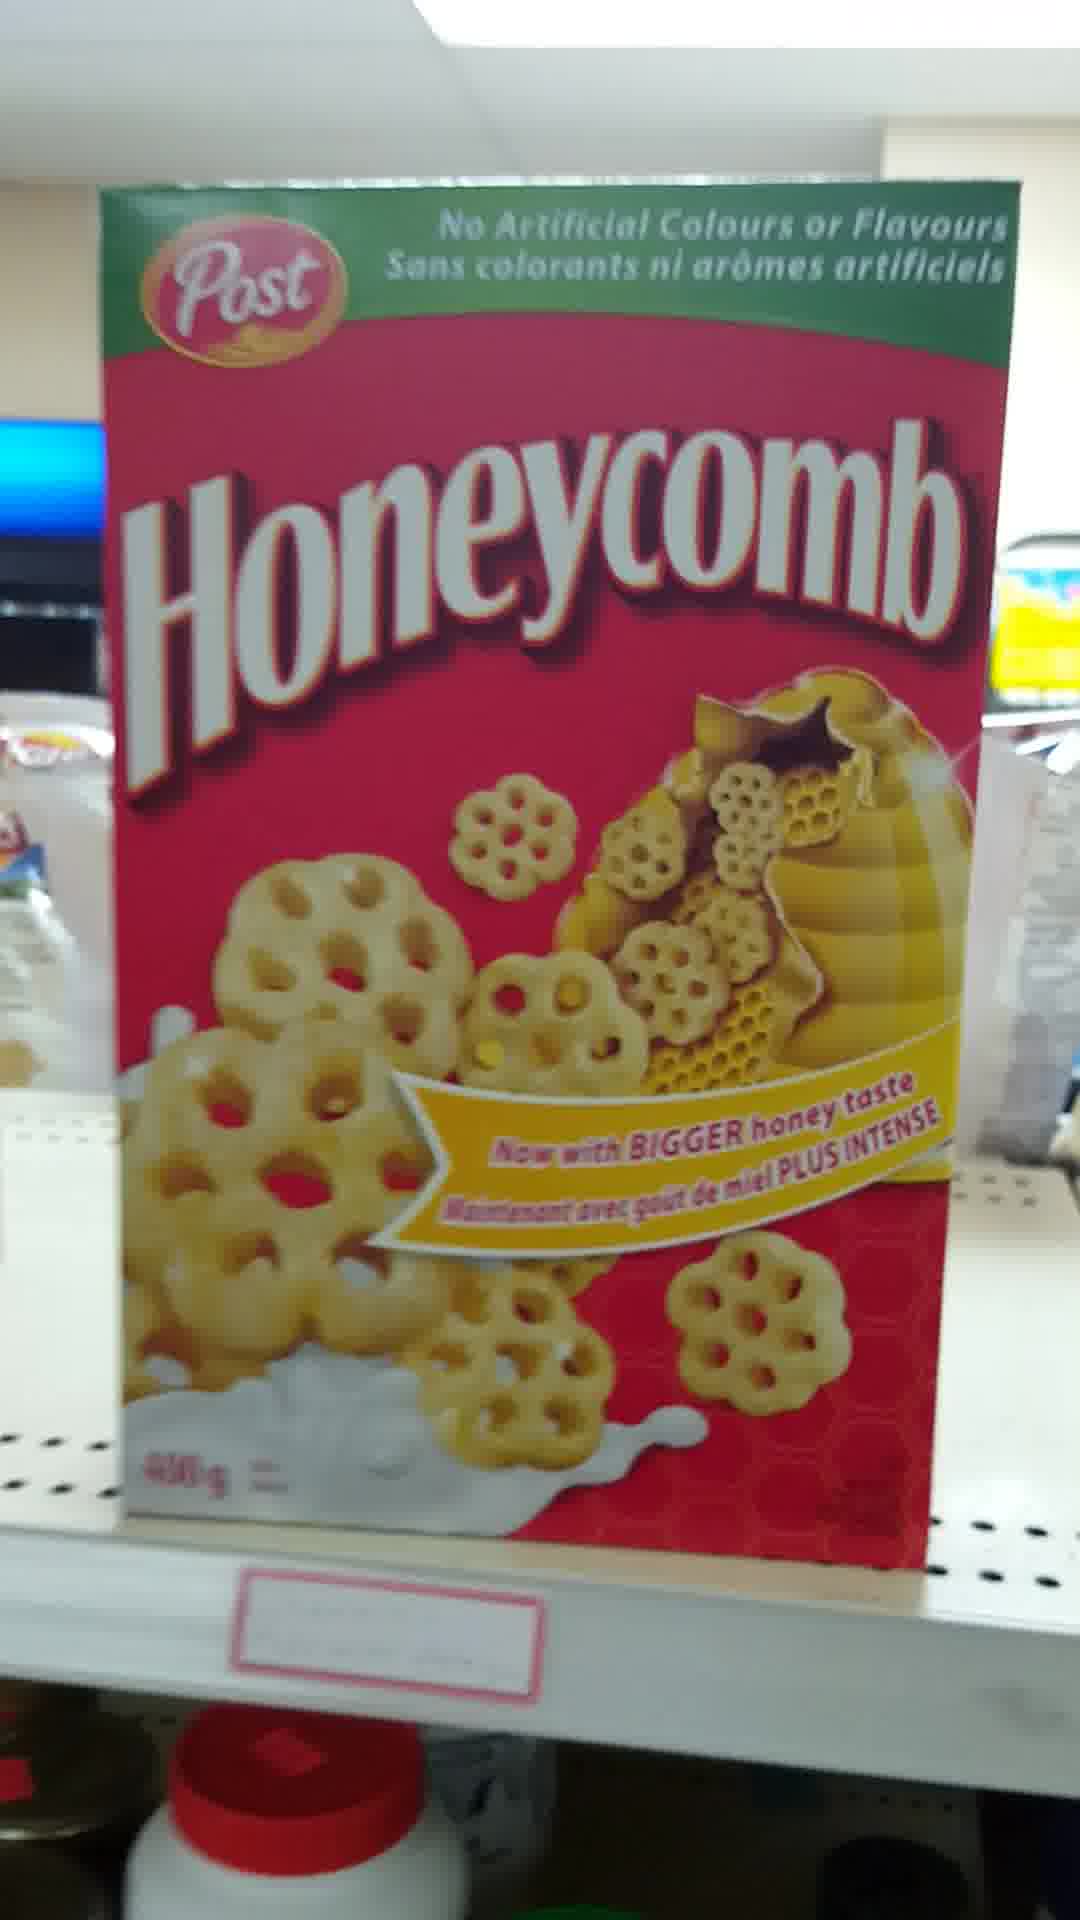 Post
No Artificial Colours or Flavours
Sans colorants ni arômes artificiels
Honeycomb
Now with BIGGER honey taste
Maintenant avec goût de miel PLUS INTENSE